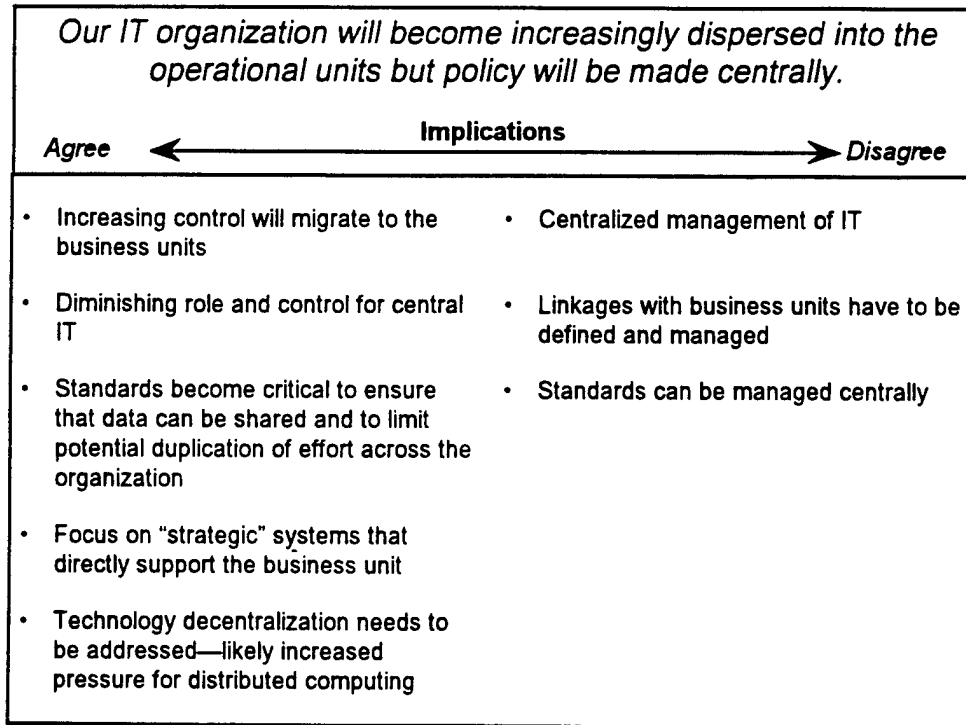 Our IT organization will become increasingly dispersed into the
operational units but policy will be made centrally.
Implications
Agree
Disagree
• Increasing control will migrate to the
business units
• Diminishing role and control for central
IT
• Standards become critical to ensure
that data can be shared and to limit
potential duplication of effort across the
organization
• Focus on “strategic” systems that
directly support the business unit
• Technology decentralization needs to
be addressed—likely increased
pressure for distributed computing
• Centralized management of IT
• Linkages with business units have to be
defined and managed
• Standards can be managed centrally